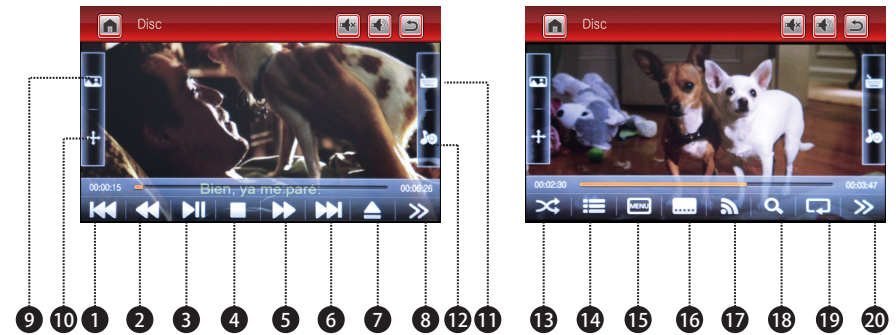 Disc
00:00:15 Bien, ya me paré. 00:06:26
9 10 1 2 3 4 5 6 7 8 12 11
Disc
00:02:30 00:03:47
MENU
13 14 15 16 17 18 19 20